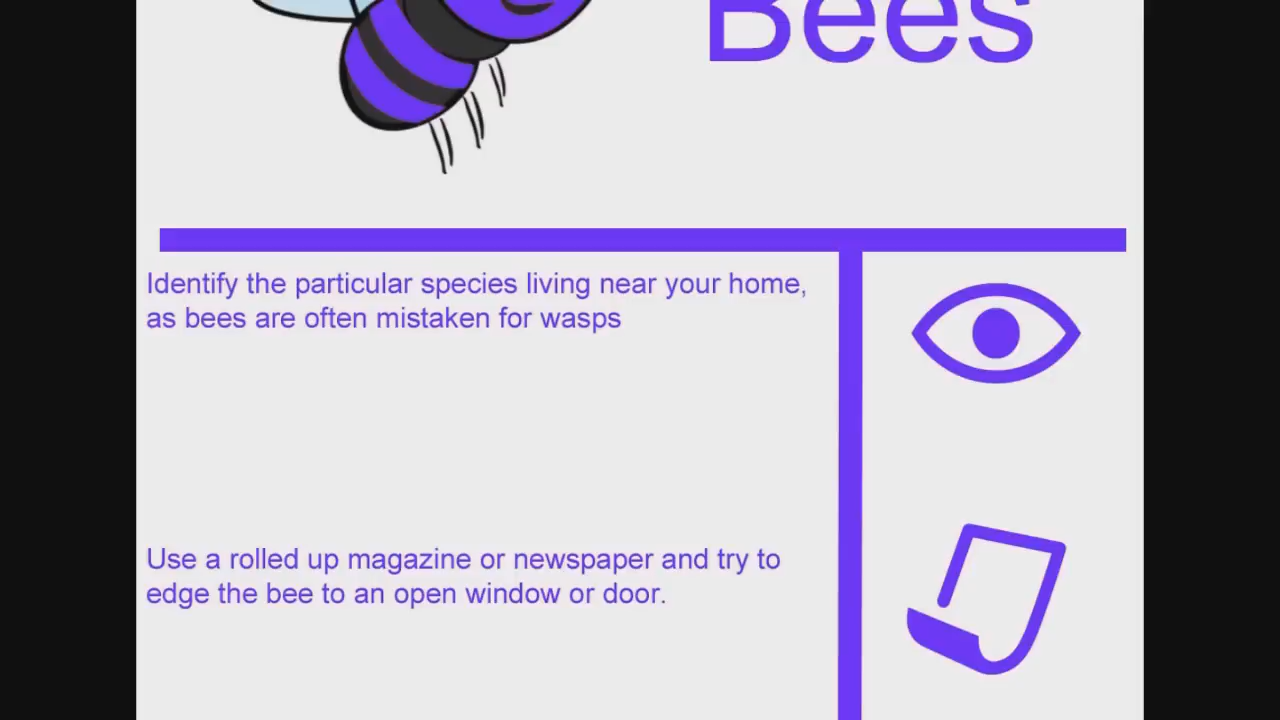 Bees
Identify the particular species living near your home,
as bees are often mistaken for wasps
Use a rolled up magazine or newspaper and try to
edge the bee to an open window or door.